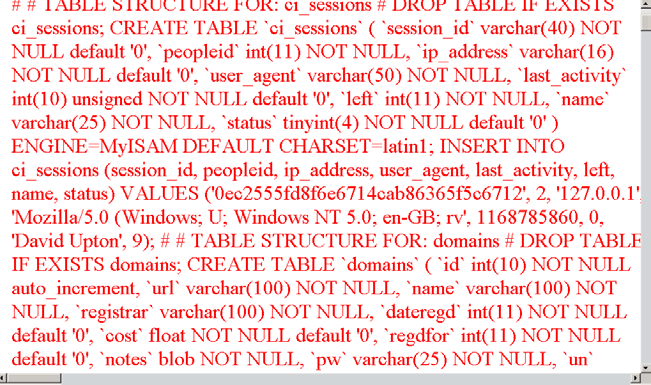 # # TABLE STRUCTURE FOR: ci_sessions # DROP TABLE IF EXISTS
ci_sessions; CREATE TABLE `ci_sessions` ( `session_id` varchar(40) NOT
NULL default '0', `peopleid` int(11) NOT NULL, `ip_address` varchar(16)
NOT NULL default '0', `user_agent` varchar(50) NOT NULL, `last_activity`
int(10) unsigned NOT NULL default '0', `left` int(11) NOT NULL, `name`
varchar(25) NOT NULL, `status` tinyint(4) NOT NULL default '0' )
ENGINE=MyISAM DEFAULT CHARSET=latin1; INSERT INTO
ci_sessions (session_id, peopleid, ip_address, user_agent, last_activity, left,
name, status) VALUES ('0ec2555fd8f6e6714cab86365f5c6712', 2, '127.0.0.1',
'Mozilla/5.0 (Windows; U; Windows NT 5.0; en-GB; rv', 1168785860, 0,
'David Upton', 9); # # TABLE STRUCTURE FOR: domains # DROP TABLE
IF EXISTS domains; CREATE TABLE `domains` ( `id` int(10) NOT NULL
auto_increment, `url` varchar(100) NOT NULL, `name` varchar(100) NOT
NULL, `registrar` varchar(100) NOT NULL, `dateregd` int(11) NOT NULL
default '0', `cost` float NOT NULL default '0', `regdfor` int(11) NOT NULL
default '0', `notes` blob NOT NULL, `pw` varchar(25) NOT NULL, `un`